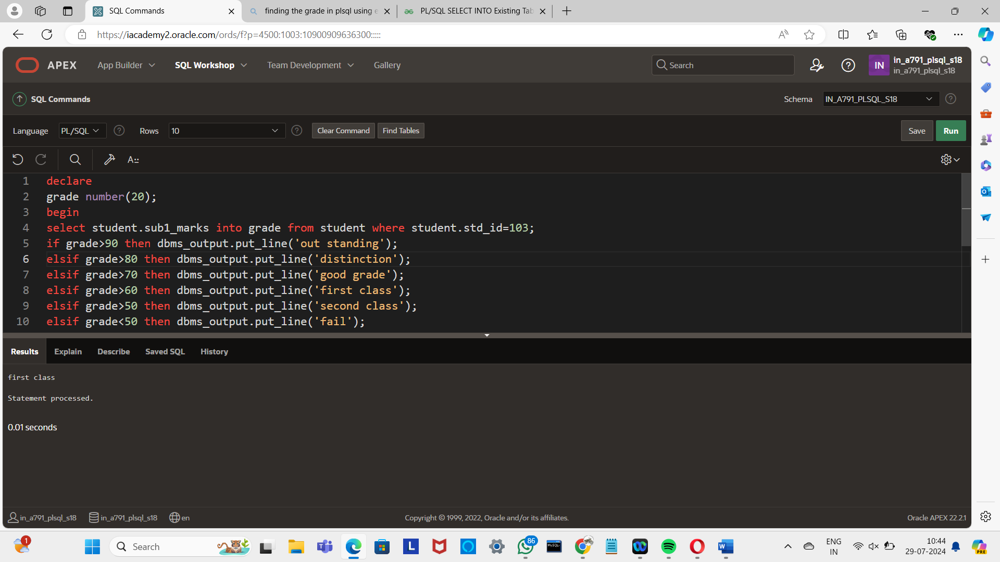 SQL Commands
finding the grade in plsql using e
PL/SQL SELECT INTO Existing Tab
https://iacademy2.oracle.com/ords/f?p=4500:1003:10900909636300:::::
APEX
App Builder
SQL Workshop
Team Development
Gallery
Search
IN
in_a791_plsql_s18
in_a791_plsql_s18
SQL Commands
Schema
IN_A791_PLSQL_S18
Language
PL/SQL
Rows
10
Clear Command
Find Tables
Save
Run
1 declare
2 grade number(20);
3 begin
4 select student.sub1_marks into grade from student where student.std_id=103;
5 if grade>90 then dbms_output.put_line('out standing');
6 elsif grade>80 then dbms_output.put_line('distinction');
7 elsif grade>70 then dbms_output.put_line('good grade');
8 elsif grade>60 then dbms_output.put_line('first class');
9 elsif grade>50 then dbms_output.put_line('second class');
10 elsif grade<50 then dbms_output.put_line('fail');
Results
Explain
Describe
Saved SQL
History
first class
Statement processed.
0.01 seconds
in_a791_plsql_s18
in_a791_plsql_s18
en
Copyright © 1999, 2022, Oracle and/or its affiliates.
Oracle APEX 22.2.1
1
Search
L
86
MySQL
W
ENG
IN
10:44
29-07-2024
PRE